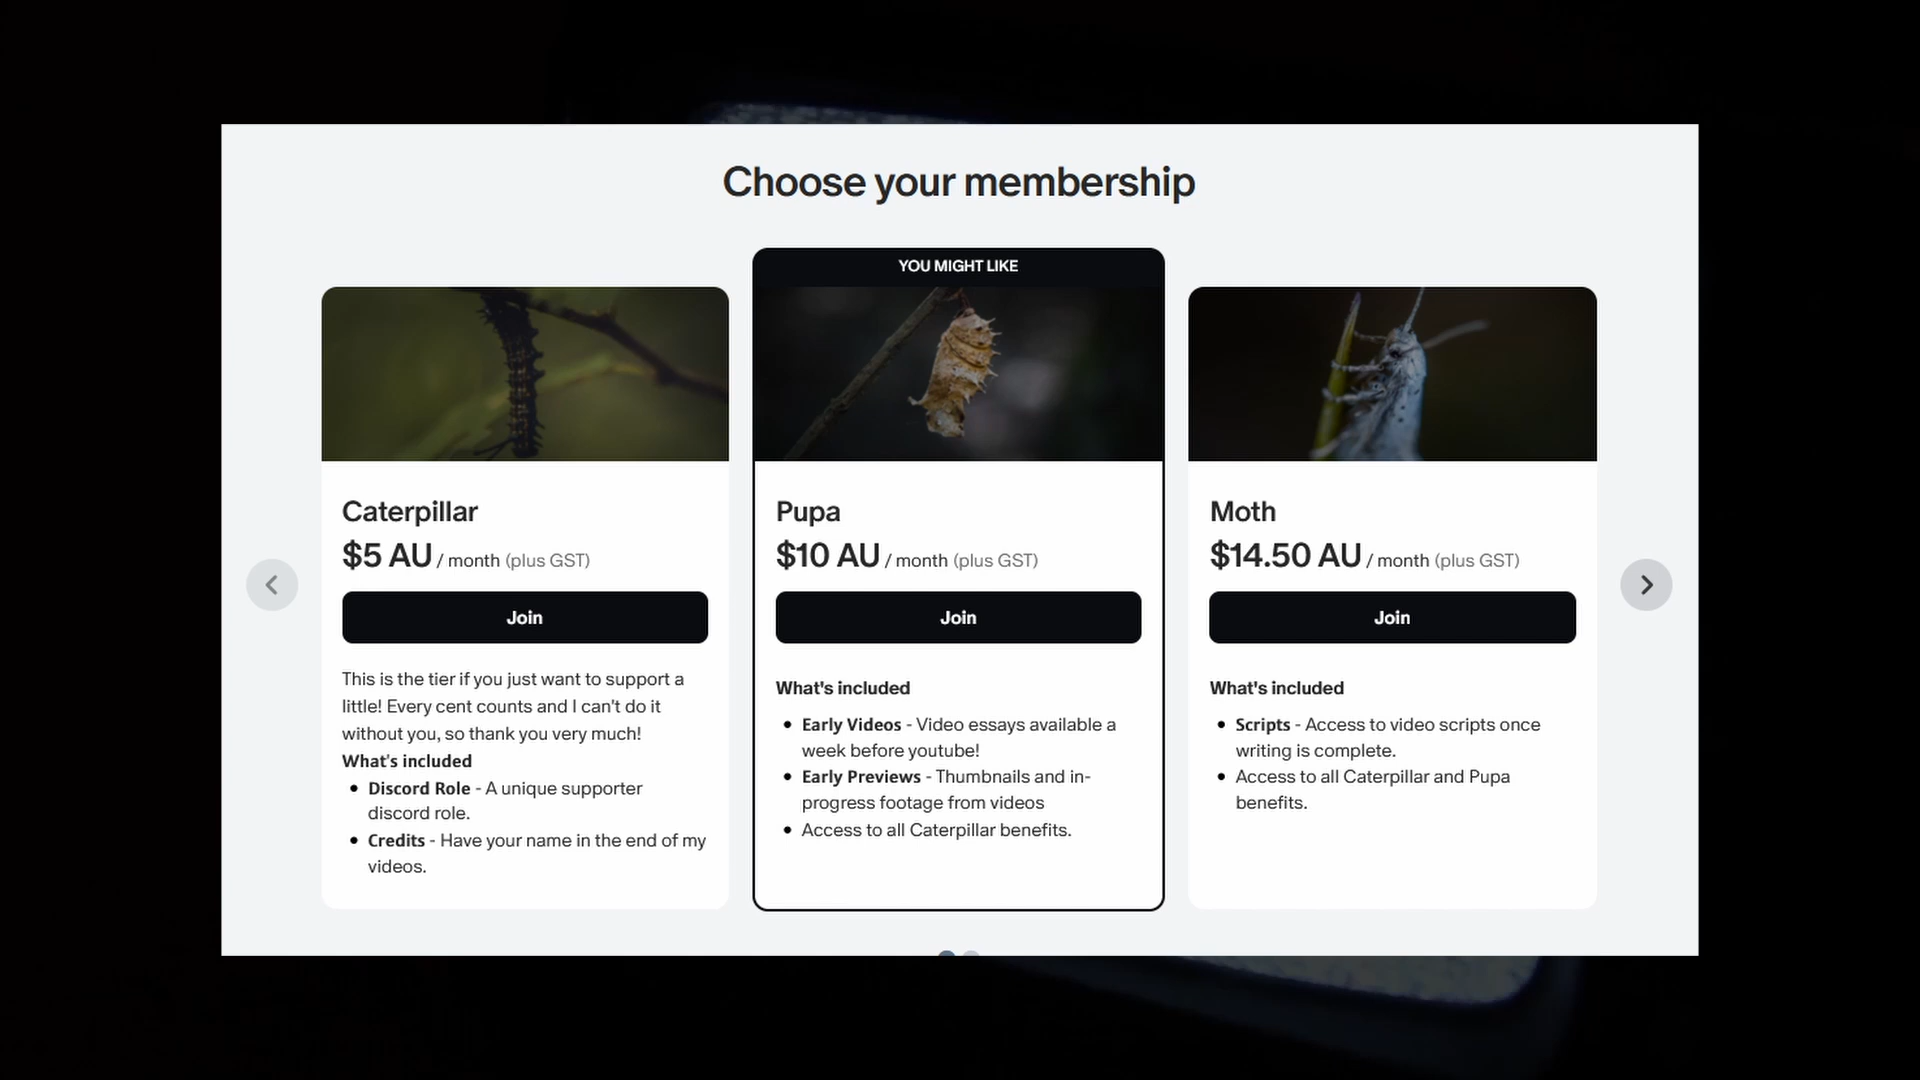 Choose your membership
YOU MIGHT LIKE
Caterpillar
$5 AU / month (plus GST)
Join
This is the tier if you just want to support a
little! Every cent counts and I can't do it
without you, so thank you very much!
What's included
• Discord Role - A unique supporter
discord role.
• Credits - Have your name in the end of my
videos.
Pupa
$10 AU / month (plus GST)
Join
What's included
• Early Videos - Video essays available a
week before youtube!
• Early Previews - Thumbnails and in-
progress footage from videos
• Access to all Caterpillar benefits.
Moth
$14.50 AU / month (plus GST)
Join
What's included
• Scripts - Access to video scripts once
writing is complete.
• Access to all Caterpillar and Pupa
benefits.